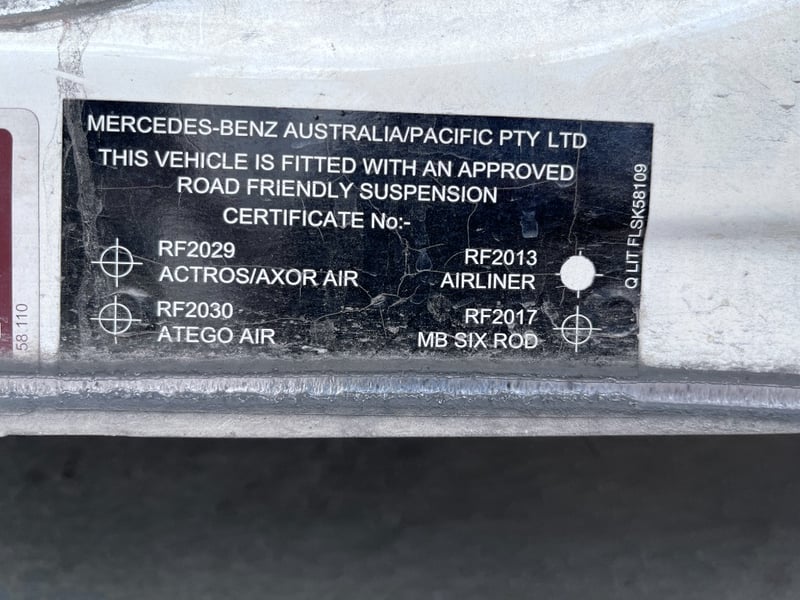 MERCEDES-BENZ AUSTRALIA/PACIFIC PTY LTD
THIS VEHICLE IS FITTED WITH AN APPROVED
ROAD FRIENDLY SUSPENSION
CERTIFICATE No:-
RF2029
ACTROS/AXOR AIR
RF2013
AIRLINER
RF2030
ATEGO AIR
RF2017
MB SIX ROD
Q LIT FLSK58109
58 110